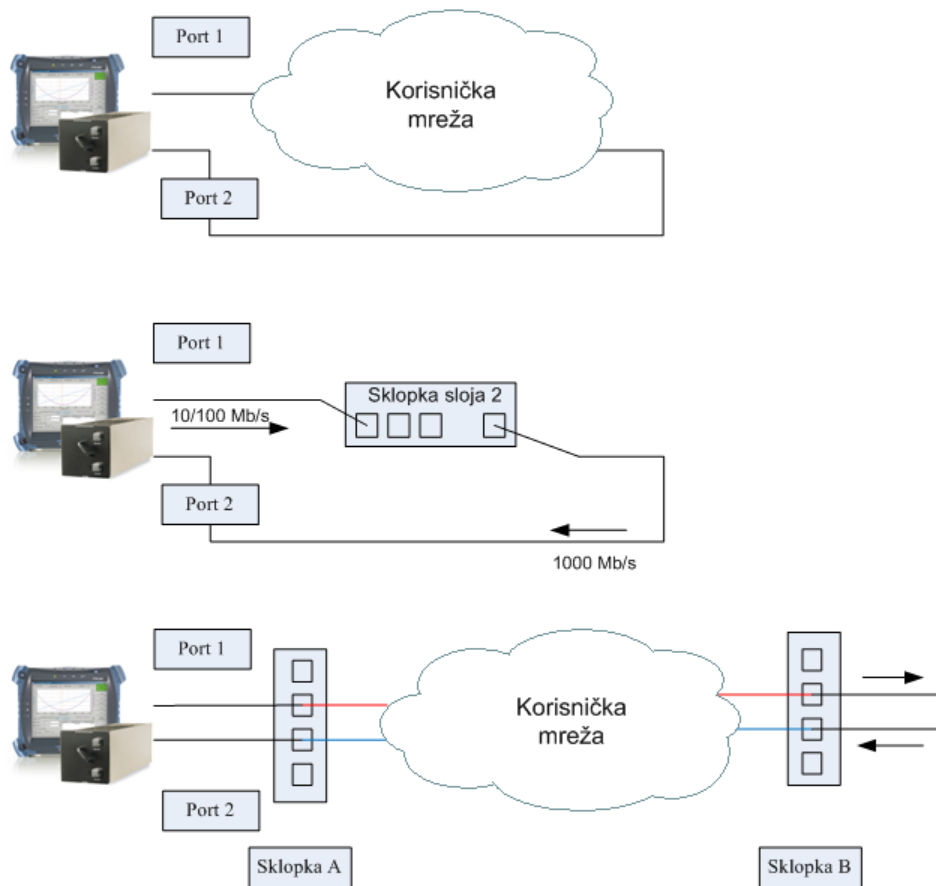 Port 1
Korisnička
mreža
Port 2
Port 1
Sklopka sloja 2
10/100 Mb/s
Port 2
1000 Mb/s
Port 1
Korisnička
mreža
Port 2
Sklopka A
Sklopka B